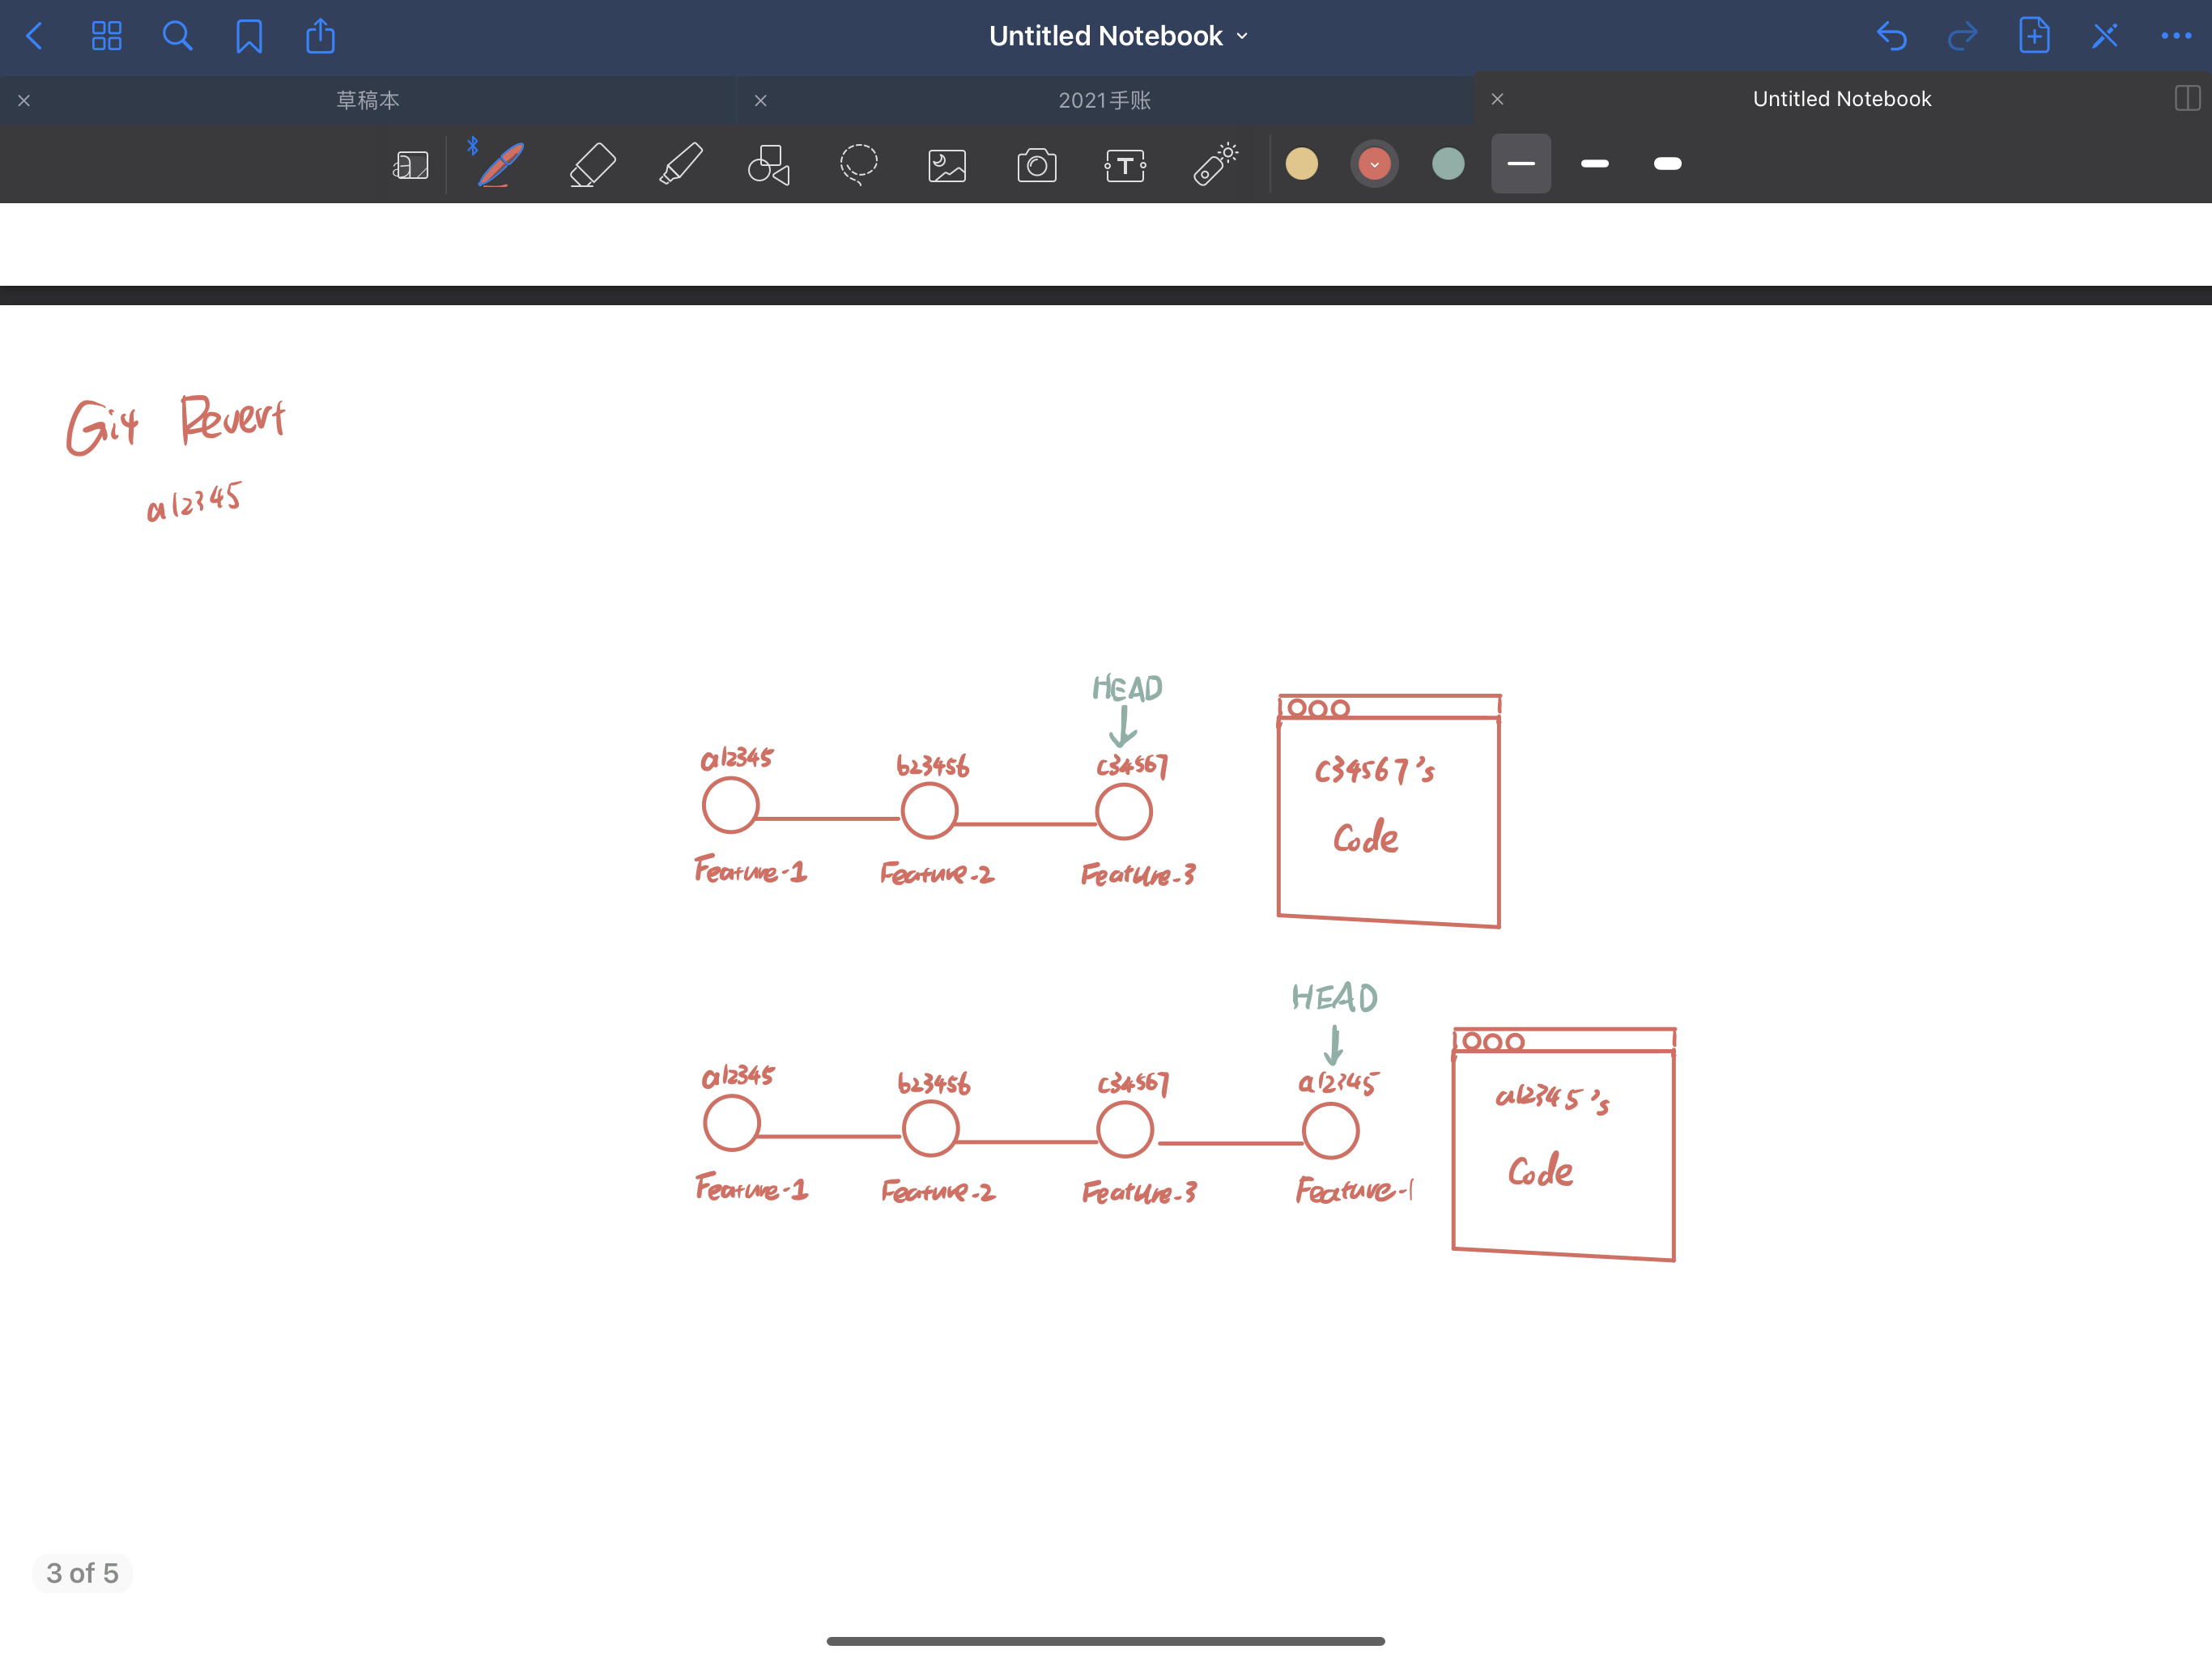 Untitled Notebook
草稿本
2021手账
Untitled Notebook
Git Revert
a12345
HEAD
a12345
b23456
c34567
Feature-1
Feature-2
Feature-3
c34567's
Code
HEAD
a12345
b23456
c34567
a12345
Feature-1
Feature-2
Feature-3
Feature-1
a12345's
Code
3 of 5